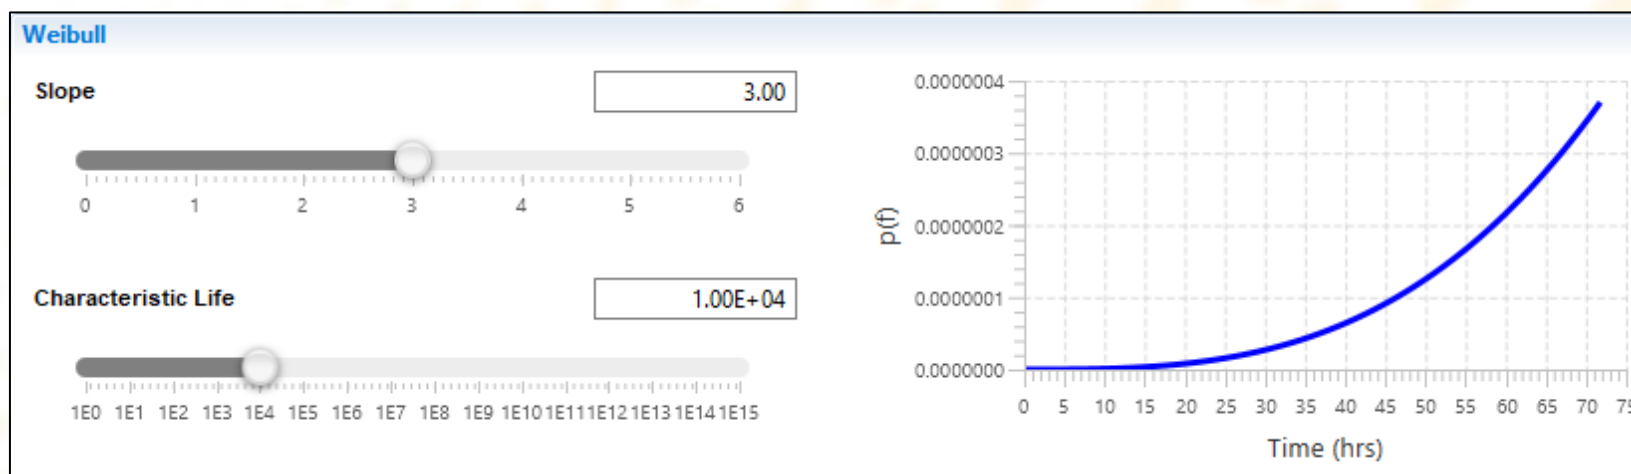 Weibull
Slope
3.00
0 1 2 3 4 5 6
Characteristic Life
1.00E+04
1E0 1E1 1E2 1E3 1E4 1E5 1E6 1E7 1E8 1E9 1E10 1E11 1E12 1E13 1E14 1E15
p(f)
0.0000004
0.0000003
0.0000002
0.0000001
0.0000000
0 5 10 15 20 25 30 35 40 45 50 55 60 65 70 75
Time (hrs)